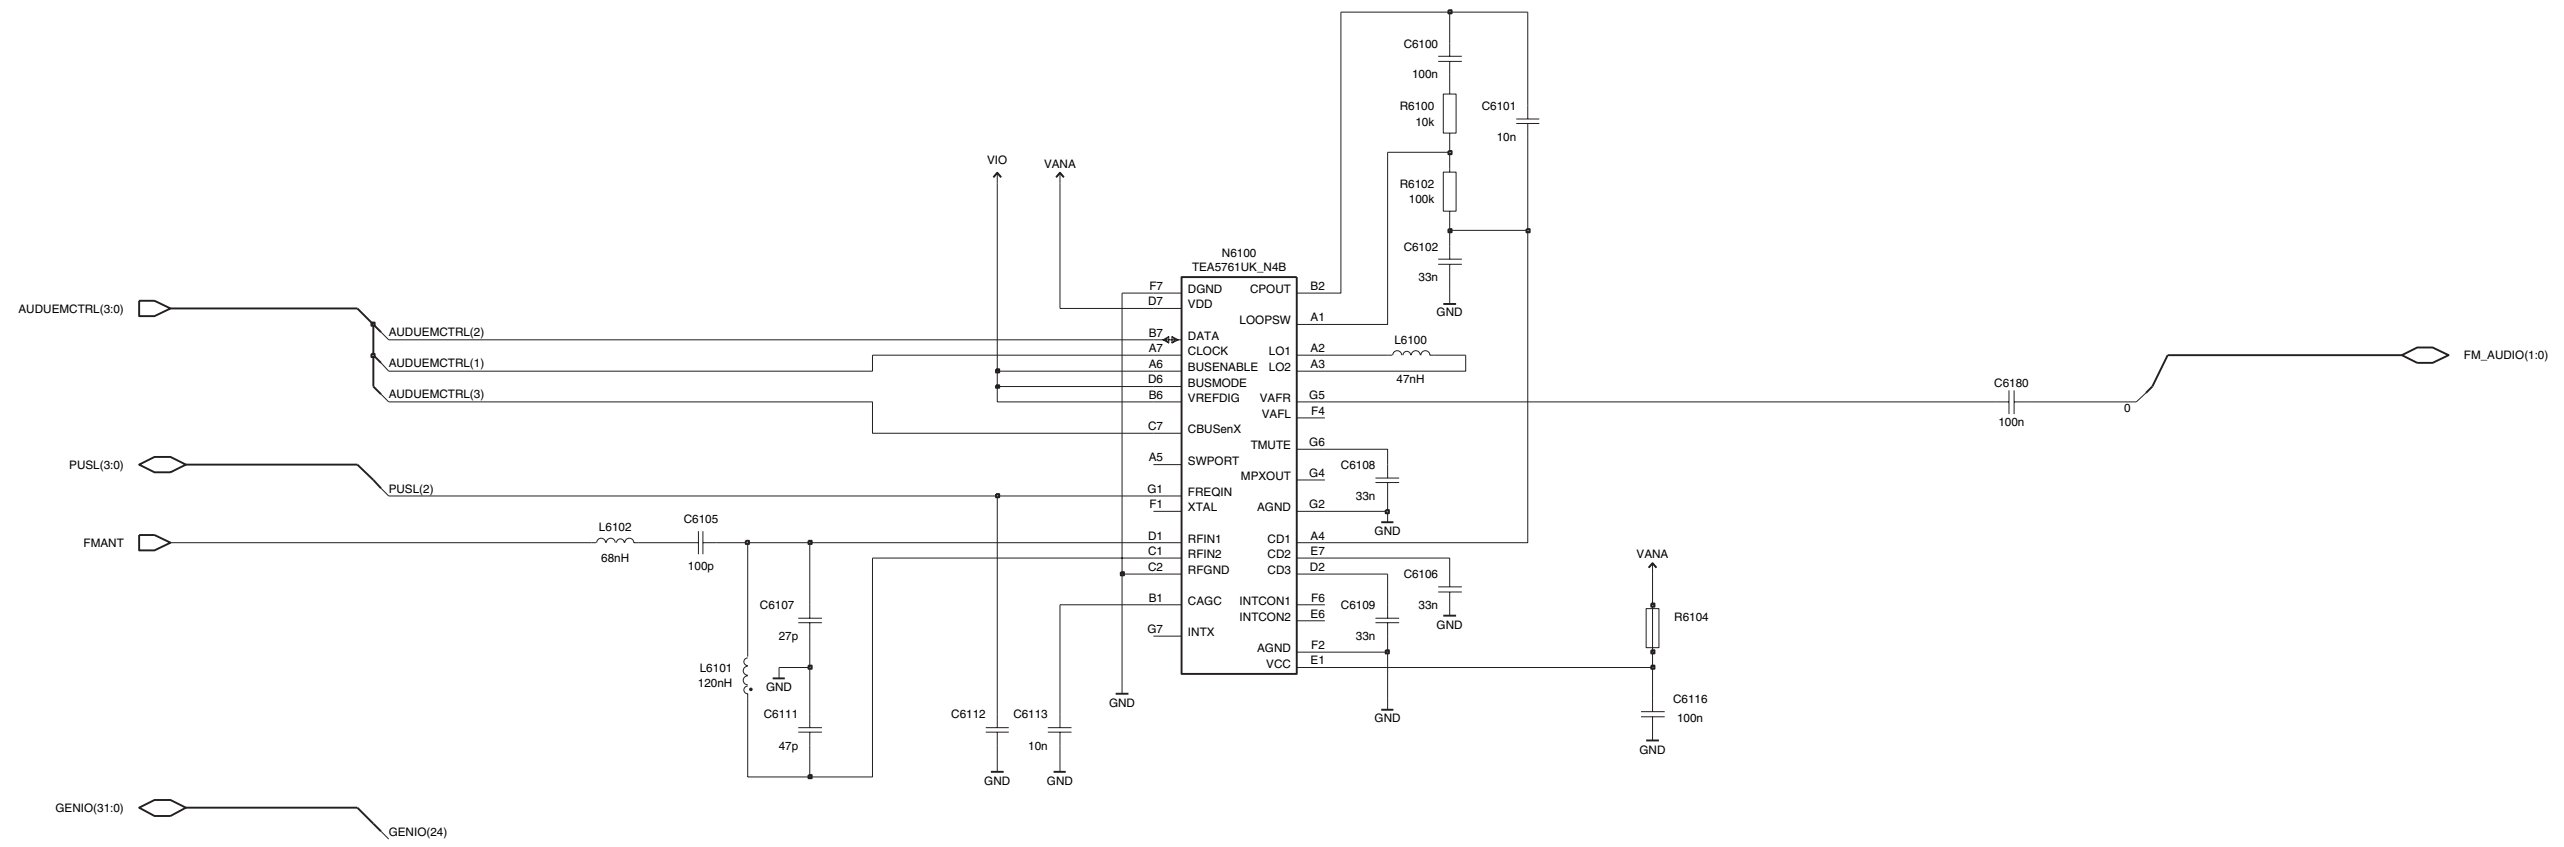 C6100
100n
R6100
10k
C6101
10n
VIO
VANA
R6102
100k
C6102
33n
GND
N6100
TEA5761UK_N4B
AUDUEMCTRL(3:0)
AUDUEMCTRL(2)
AUDUEMCTRL(1)
AUDUEMCTRL(3)
PUSL(3:0)
PUSL(2)
FMANT
L6102
68nH
C6105
100p
F7 DGND
D7 VDD
B7 DATA
A7 CLOCK
A6 BUSENABLE
D6 BUSMODE
B6 VREFDIG
C7 CBUSenX
A5 SWPORT
G1 FREQIN
F1 XTAL
D1 RFIN1
C1 RFIN2
C2 RFGND
B1 CAGC
G7 INTX
CPOUT B2
LOOPSW A1
LO1 A2
LO2 A3
VAFR G5
VAFL F4
TMUTE G6
MPXOUT G4
AGND G2
CD1 A4
CD2 E7
CD3 D2
INTCON1 F6
INTCON2 E6
AGND F2
VCC E1
L6100
47nH
C6180
100n
0
FM_AUDIO(1:0)
C6108
33n
GND
C6106
33n
GND
C6109
33n
GND
VANA
R6104
C6116
100n
GND
C6107
27p
L6101
120nH
GND
C6111
47p
GND
C6112
GND
C6113
10n
GND
GENIO(31:0)
GENIO(24)